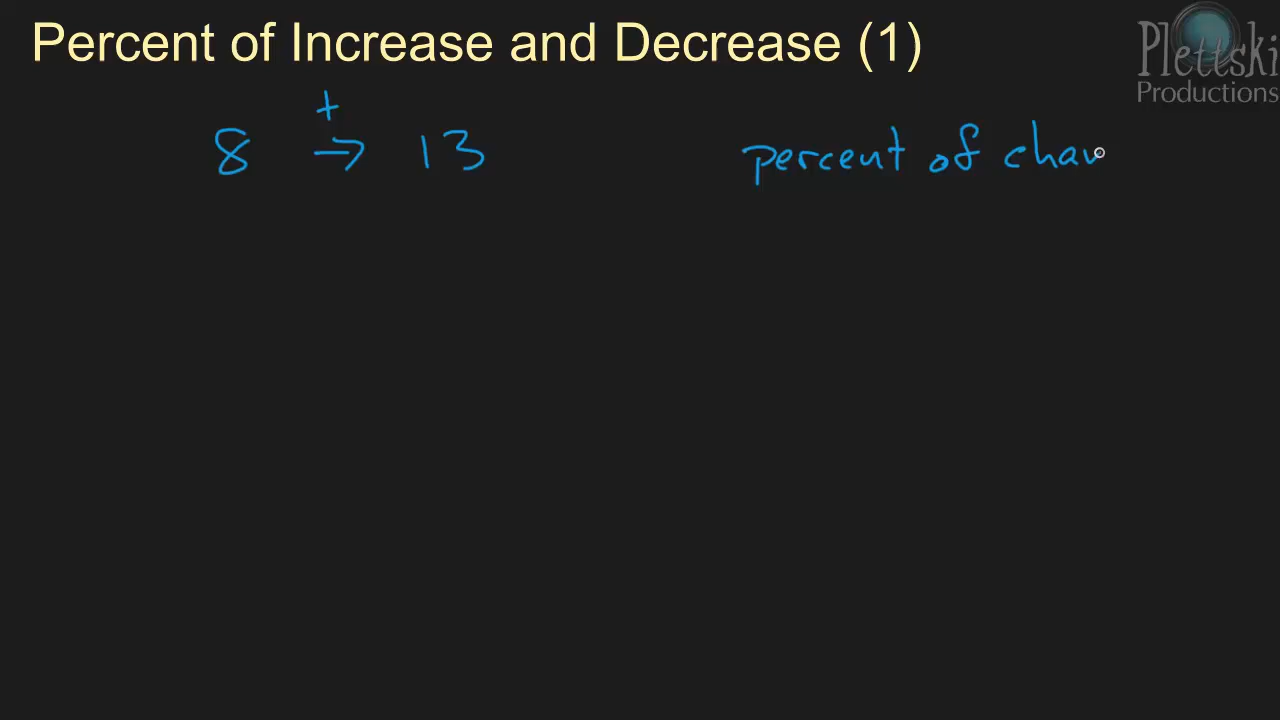 Percent of Increase and Decrease (1)
Plettski
Productions
+
8 → 13 percent of chan